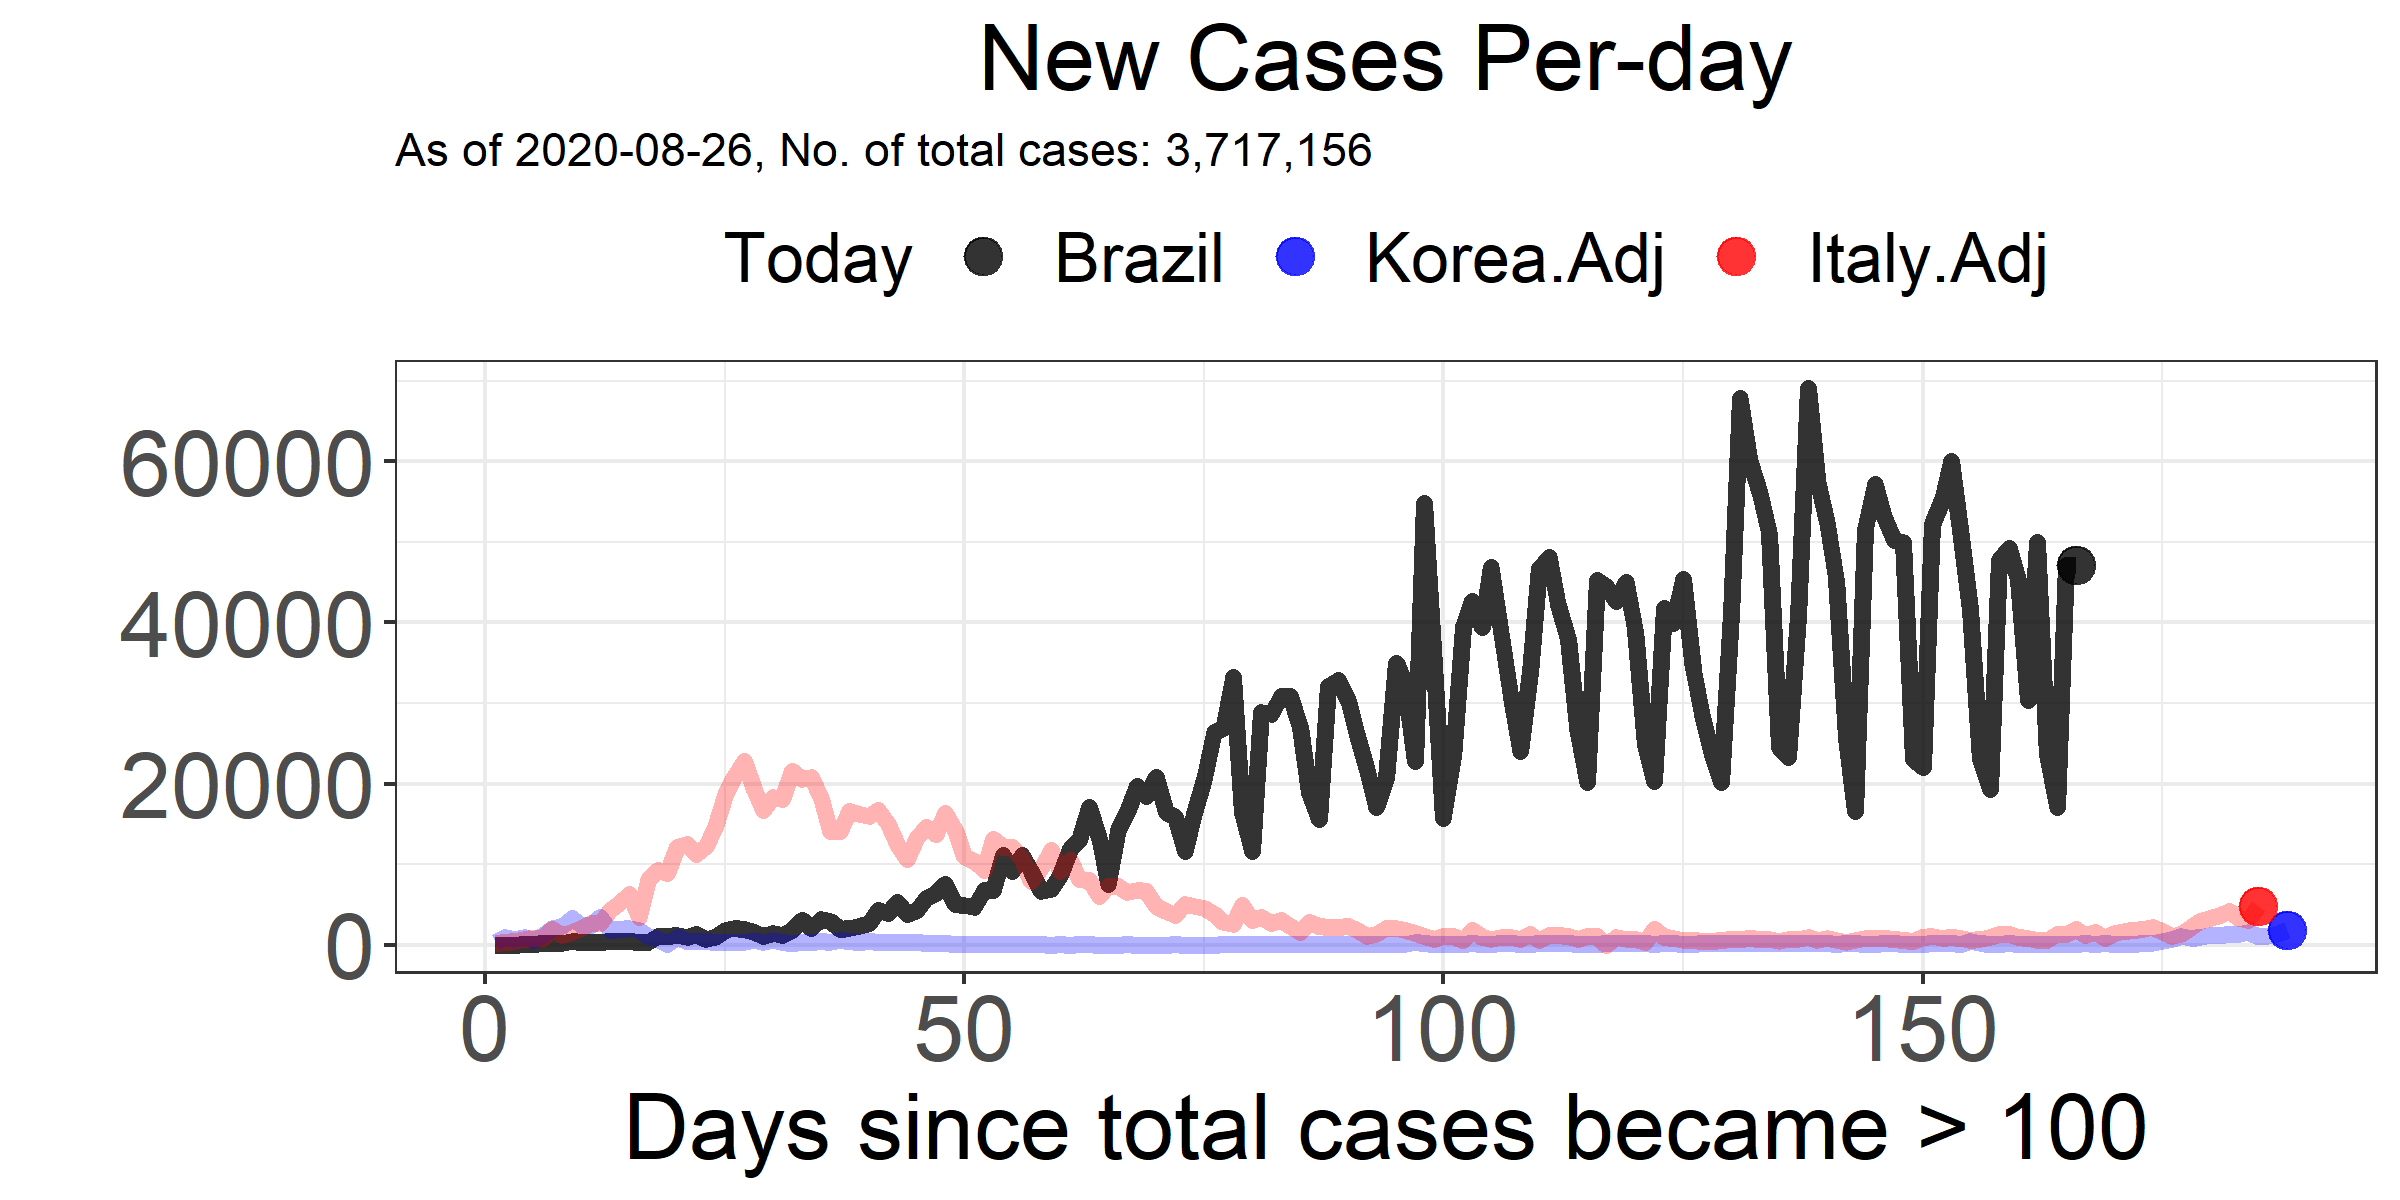 New Cases Per-day
As of 2020-08-26, No. of total cases: 3,717,156
Today Brazil Korea.Adj Italy.Adj
60000
40000
20000
0
0 50 100 150
Days since total cases became > 100